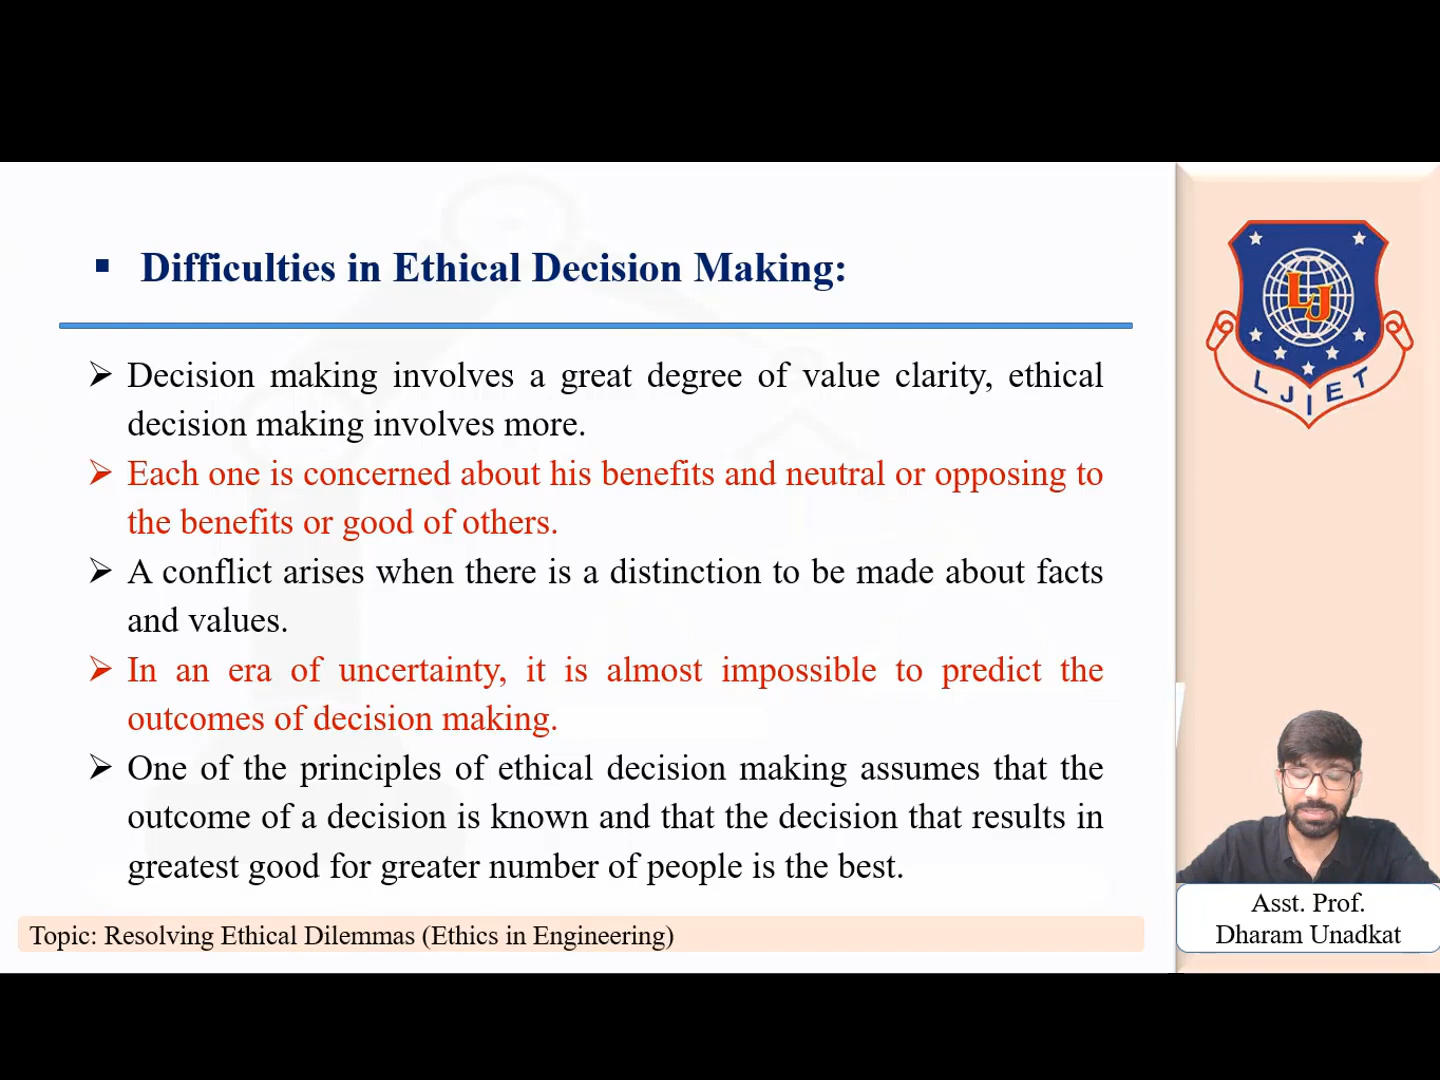 Difficulties in Ethical Decision Making:
Decision making involves a great degree of value clarity, ethical
decision making involves more.
Each one is concerned about his benefits and neutral or opposing to
the benefits or good of others.
A conflict arises when there is a distinction to be made about facts
and values.
In an era of uncertainty, it is almost impossible to predict the
outcomes of decision making.
One of the principles of ethical decision making assumes that the
outcome of a decision is known and that the decision that results in
greatest good for greater number of people is the best.
Topic: Resolving Ethical Dilemmas (Ethics in Engineering)
LJ
LJIET
Asst. Prof.
Dharam Unadkat